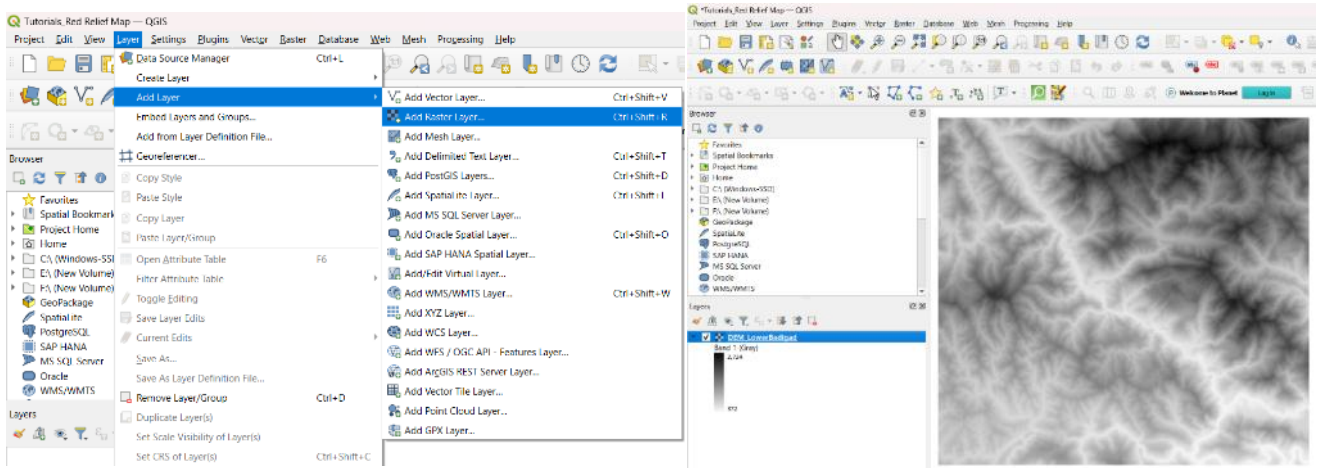 Tutorials_Red Relief Map — QGIS
Project Edit View Layer Settings Plugins Vector Raster Database Web Mesh Processing Help
Data Source Manager Ctrl+L
Create Layer
Add Layer
Embed Layers and Groups...
Add from Layer Definition File...
Georeferencer...
Copy Style
Paste Style
Copy Layer
Paste Layer/Group
Open Attribute Table F6
Filter Attribute Table
Toggle Editing
Save Layer Edits
Current Edits
Save As...
Save As Layer Definition File...
Remove Layer/Group Ctrl+D
Duplicate Layer(s)
Set Scale Visibility of Layer(s)
Set CRS of Layer(s) Ctrl+Shift+C
Add Vector Layer... Ctrl+Shift+V
Add Raster Layer... Ctrl+Shift+R
Add Mesh Layer...
Add Delimited Text Layer... Ctrl+Shift+T
Add PostGIS Layers... Ctrl+Shift+D
Add SpatiaLite Layer... Ctrl+Shift+L
Add MS SQL Server Layer...
Add Oracle Spatial Layer... Ctrl+Shift+O
Add SAP HANA Spatial Layer...
Add/Edit Virtual Layer...
Add WMS/WMTS Layer... Ctrl+Shift+W
Add XYZ Layer...
Add WCS Layer...
Add WFS / OGC API - Features Layer...
Add ArcGIS REST Server Layer...
Add Vector Tile Layer...
Add Point Cloud Layer...
Add GPX Layer...
Browser
Favorites
Spatial Bookmark
Project Home
Home
C:\ (Windows-SSI
E:\ (New Volume)
F:\ (New Volume)
GeoPackage
SpatiaLite
PostgreSQL
SAP HANA
MS SQL Server
Oracle
WMS/WMTS
Layers
*Tutorials_Red Relief Map — QGIS
Project Edit View Layer Settings Plugins Vector Raster Database Web Mesh Processing Help
Welcome to Planet Log In
Browser
Favorites
Spatial Bookmarks
Project Home
Home
C:\ (Windows-SSD)
E:\ (New Volume)
F:\ (New Volume)
GeoPackage
SpatiaLite
PostgreSQL
SAP HANA
MS SQL Server
Oracle
WMS/WMTS
Layers
Band 1 (Gray)